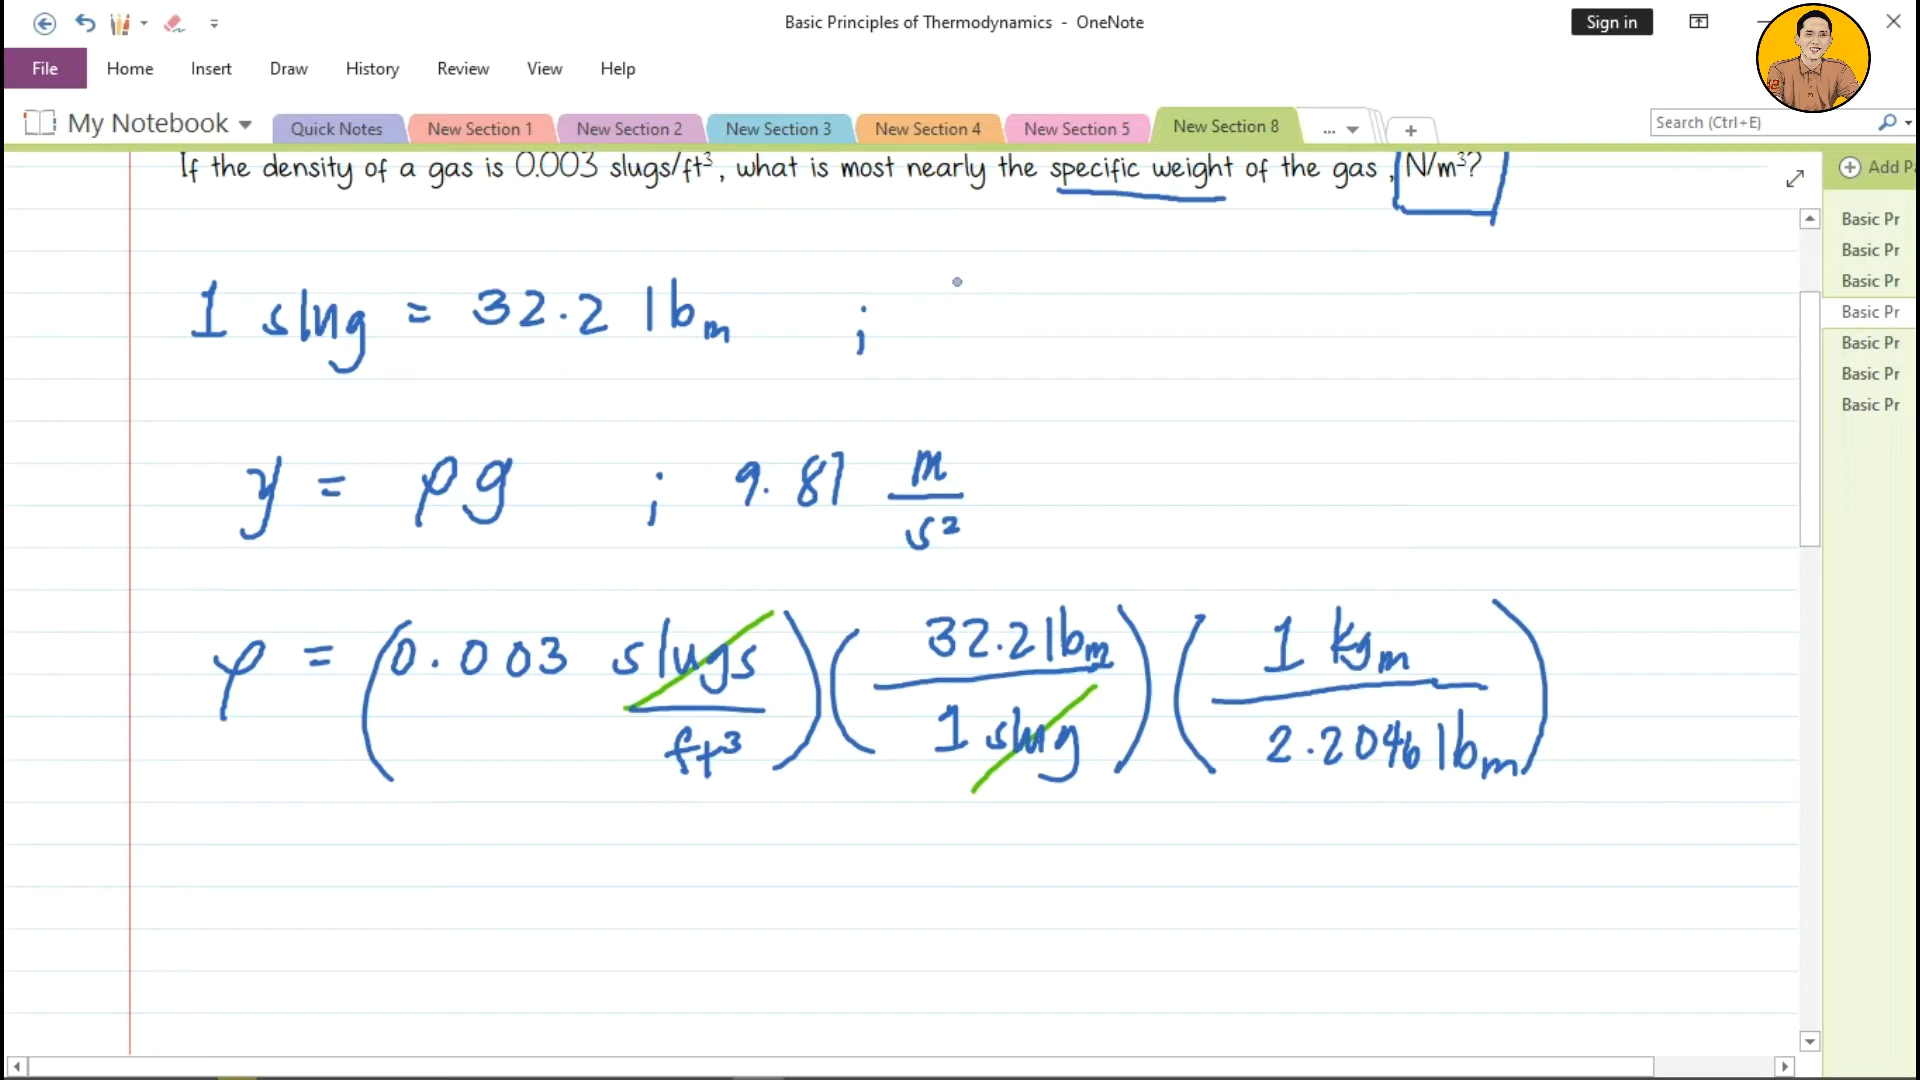 Basic Principles of Thermodynamics - OneNote
Sign in
File Home Insert Draw History Review View Help
My Notebook Quick Notes New Section 1 New Section 2 New Section 3 New Section 4 New Section 5 New Section 8 ... +
Search (Ctrl+E)
If the density of a gas is 0.003 slugs/ft³, what is most nearly the specific weight of the gas , N/m³?
Add Pa
Basic Pr
Basic Pr
Basic Pr
Basic Pr
Basic Pr
Basic Pr
Basic Pr
1 slug = 32.2 lbm ;
γ = ρg ; 9.81 m/s²
ρ = (0.003 slugs/ft³)(32.2 lbm/1 slug)(1 kgm/2.2046 lbm)